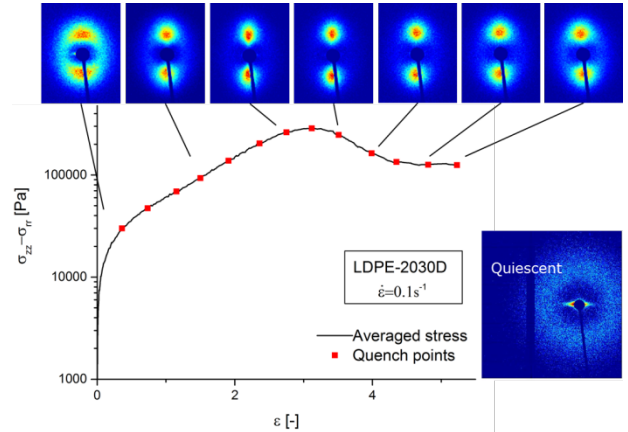 100000
10000
1000
σzz−σrr [Pa]
Quiescent
LDPE-2030D
ε̇=0.1s⁻¹
Averaged stress
Quench points
0
2
4
ε [-]